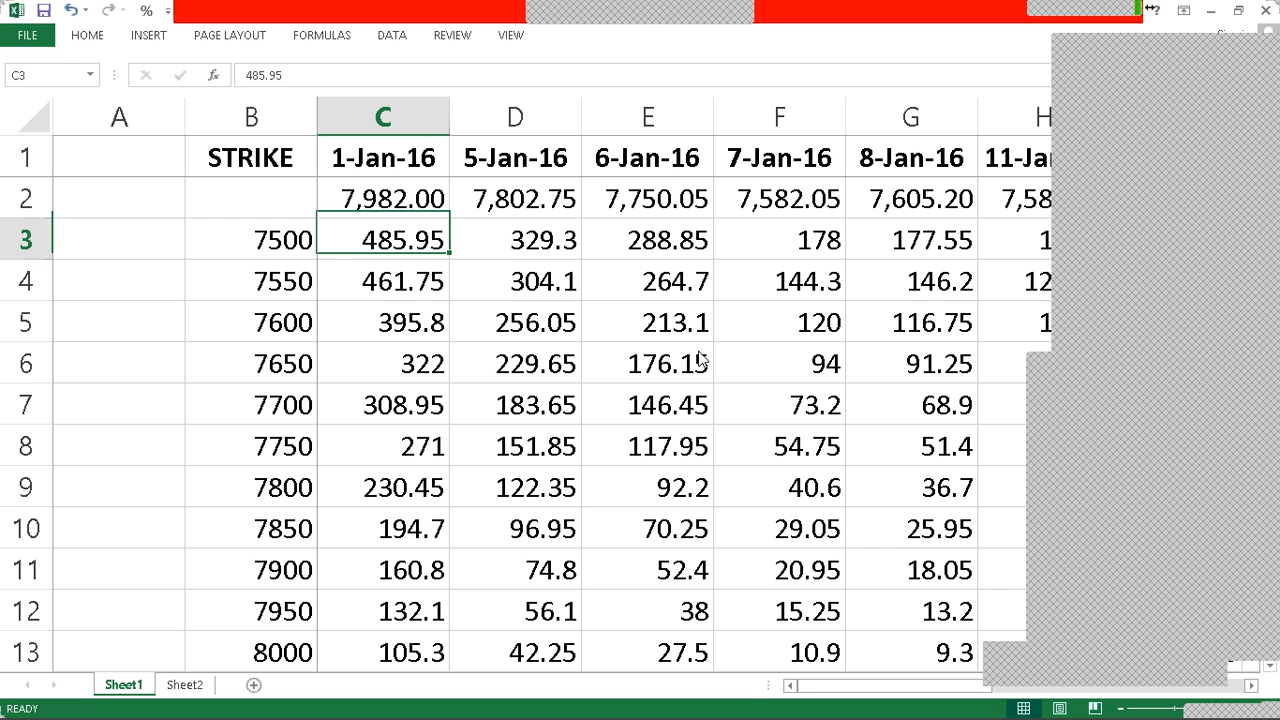 %
FILE HOME INSERT PAGE LAYOUT FORMULAS DATA REVIEW VIEW
C3 fx 485.95
A B C D E F G H
1 STRIKE 1-Jan-16 5-Jan-16 6-Jan-16 7-Jan-16 8-Jan-16
2 7,982.00 7,802.75 7,750.05 7,582.05 7,605.20
3 7500 485.95 329.3 288.85 178 177.55
4 7550 461.75 304.1 264.7 144.3 146.2
5 7600 395.8 256.05 213.1 120 116.75
6 7650 322 229.65 176.15 94 91.25
7 7700 308.95 183.65 146.45 73.2 68.9
8 7750 271 151.85 117.95 54.75 51.4
9 7800 230.45 122.35 92.2 40.6 36.7
10 7850 194.7 96.95 70.25 29.05 25.95
11 7900 160.8 74.8 52.4 20.95 18.05
12 7950 132.1 56.1 38 15.25 13.2
13 8000 105.3 42.25 27.5 10.9 9.3
Sheet1 Sheet2
READY